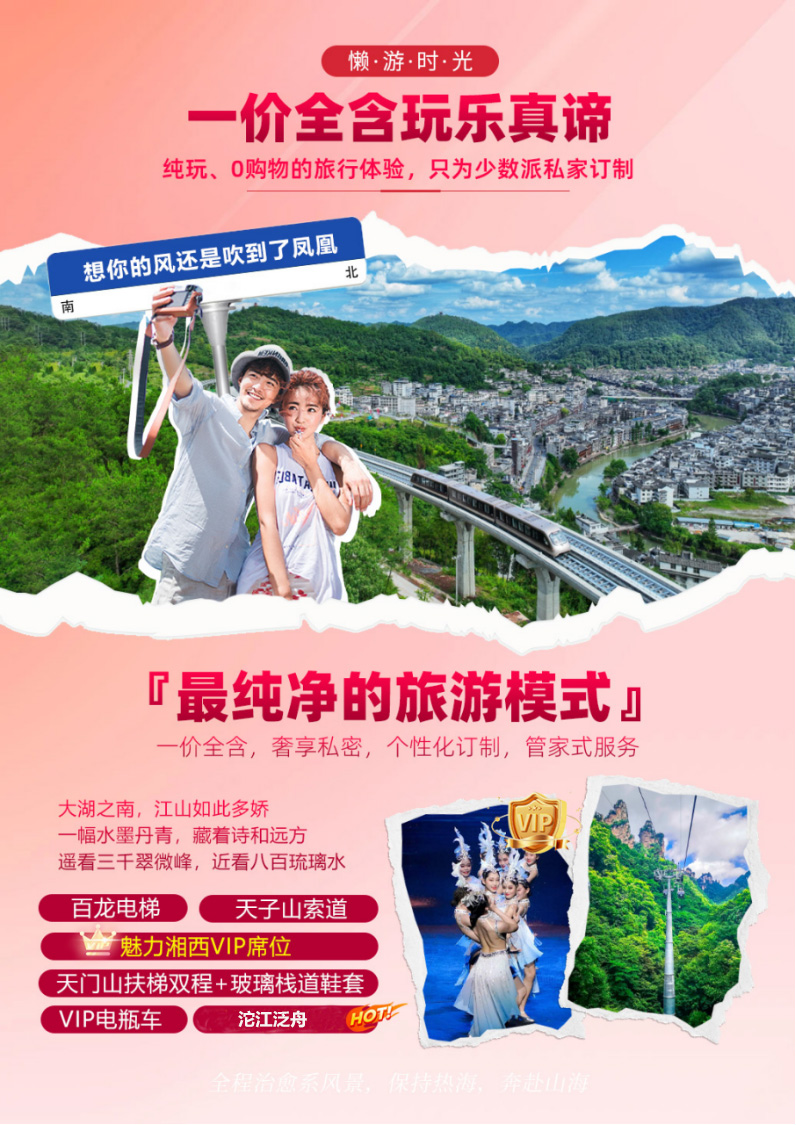 懒·游·时·光
一价全含玩乐真谛
纯玩、0购物的旅行体验，只为少数派私家订制
想你的风还是吹到了凤凰
南 北
『最纯净的旅游模式』
一价全含，奢享私密，个性化订制，管家式服务
大湖之南，江山如此多娇
一幅水墨丹青，藏着诗和远方
遥看三千翠微峰，近看八百琉璃水
VIP
百龙电梯 天子山索道
魅力湘西VIP席位
天门山扶梯双程+玻璃栈道鞋套
VIP电瓶车 沱江泛舟 HOT!
全程治愈系风景、保持热海、奔赴山海